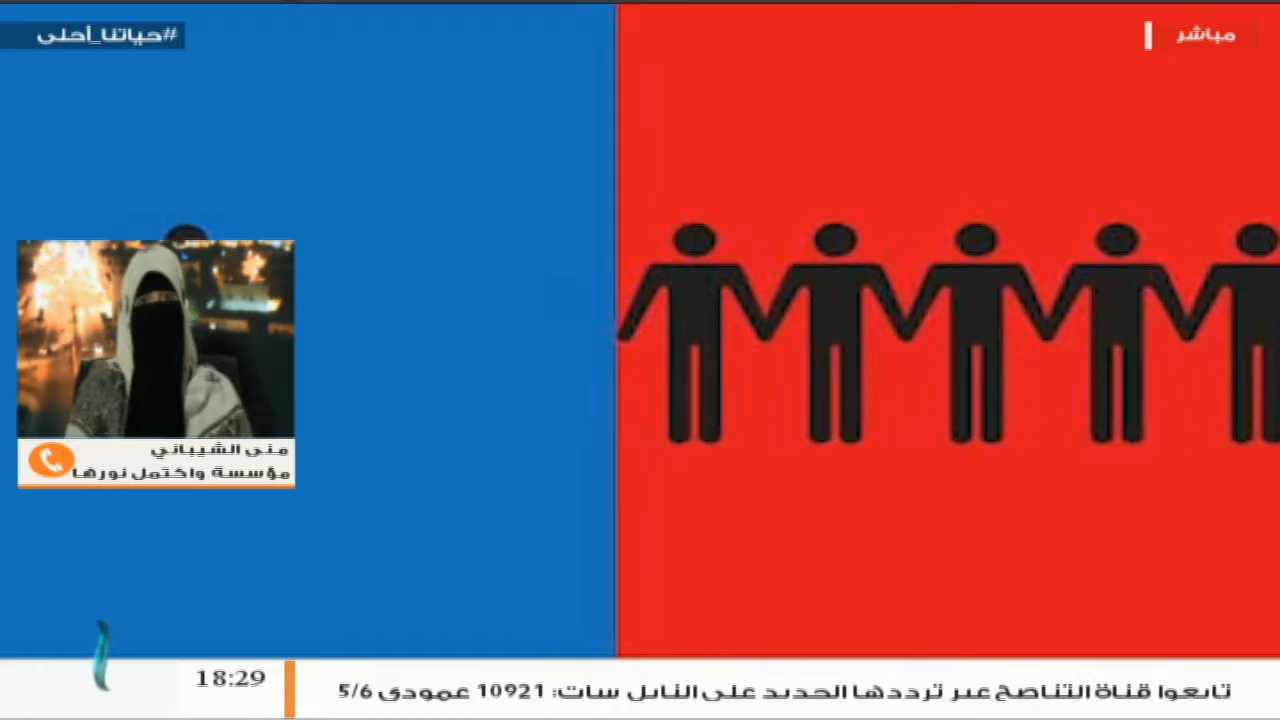 مباشر
#حياتنا_أحلى
منى الشيباني
مؤسسة واكتمل نورها
تابعوا قناة التناصح عبر ترددها الجديد على النايل سات: 10921 عمودي 5/6
18:29